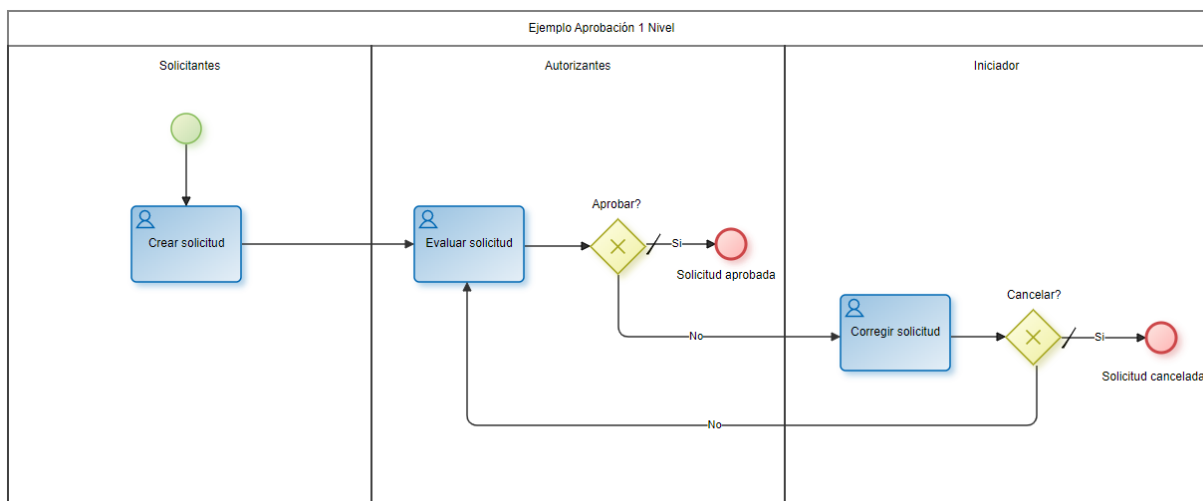 Ejemplo Aprobación 1 Nivel
Solicitantes
Autorizantes
Iniciador
Crear solicitud
Evaluar solicitud
Aprobar?
Si
Solicitud aprobada
No
Corregir solicitud
Cancelar?
Si
Solicitud cancelada
No